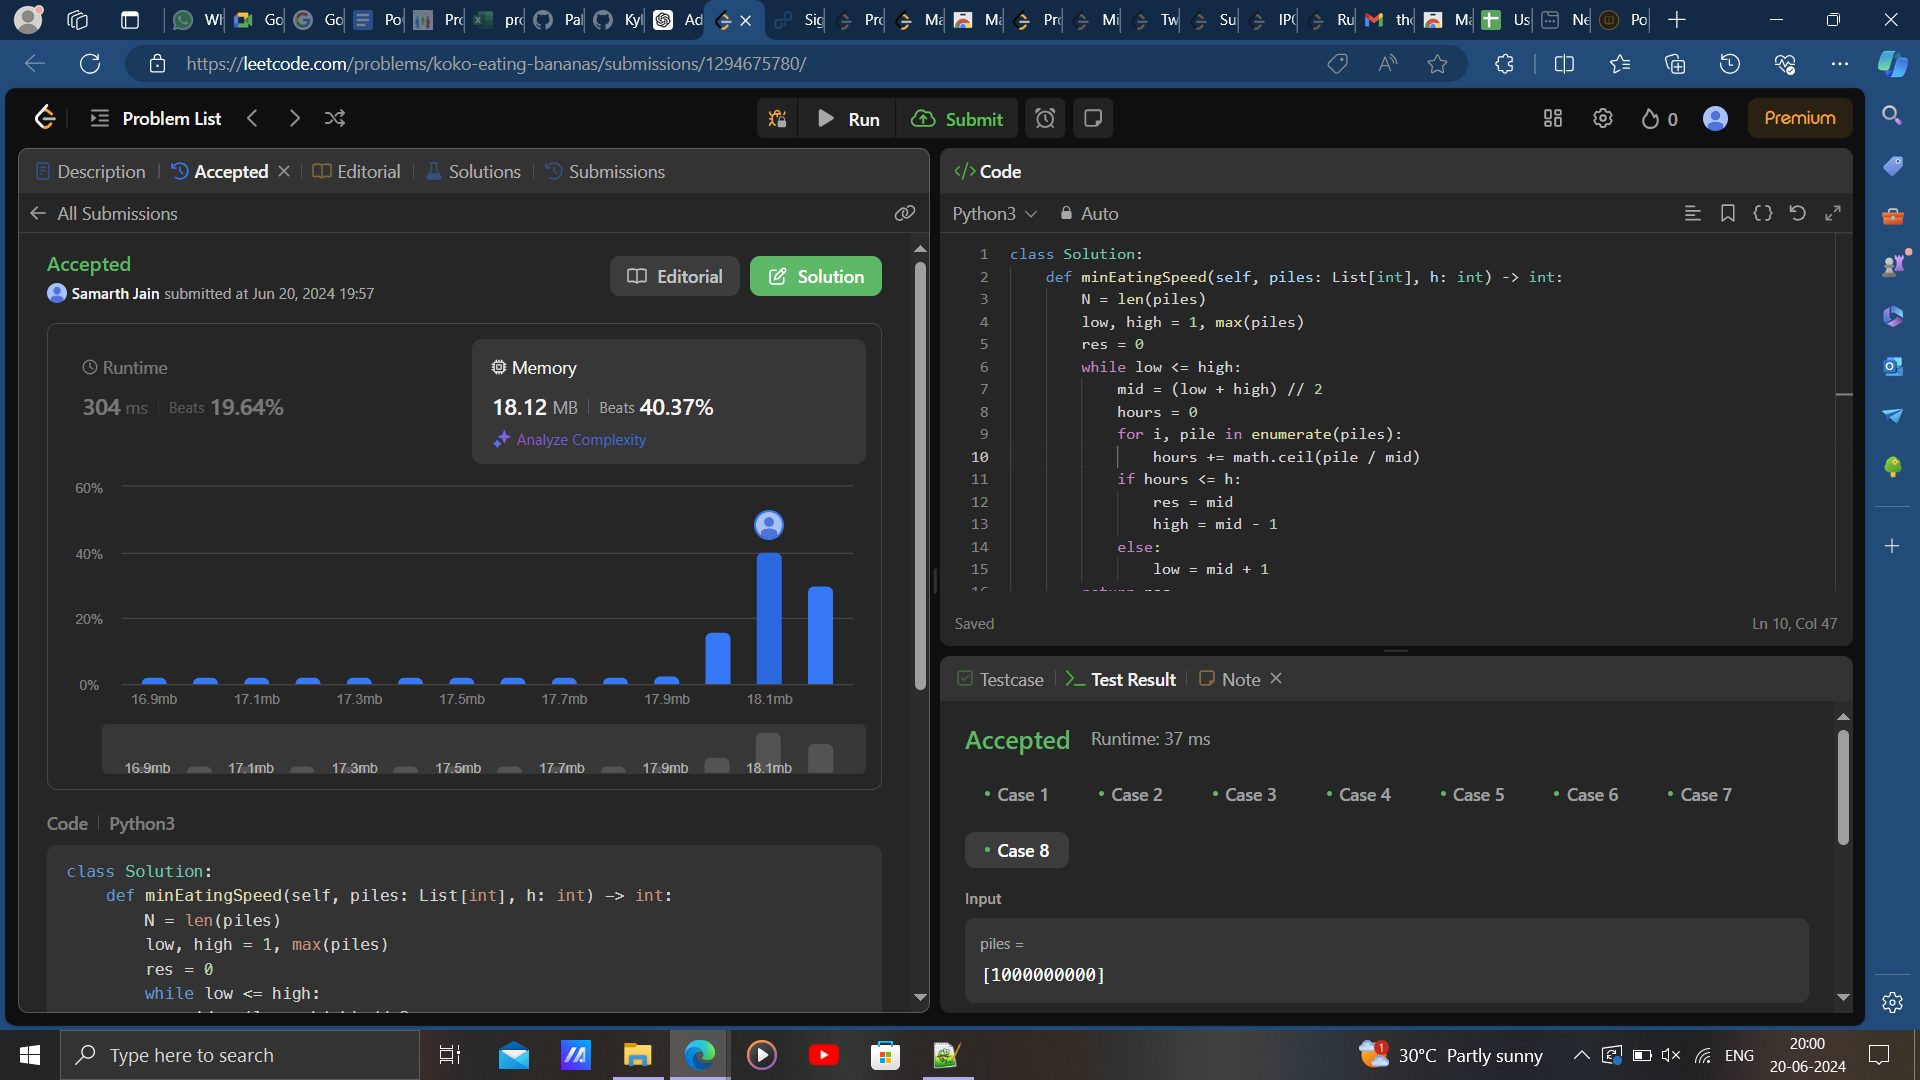 Wh
Go
Go
Po
Pro
pro
Pal
Kyl
Ad
Sig
Pro
Ma
Ma
Pro
Mi
Tw
Su
IPO
Ru
tho
Ma
Us
Ne
Po
https://leetcode.com/problems/koko-eating-bananas/submissions/1294675780/
Problem List
Run
Submit
0
Premium
Description
Accepted
Editorial
Solutions
Submissions
All Submissions
Accepted
Samarth Jain submitted at Jun 20, 2024 19:57
Editorial
Solution
Runtime
304 ms
Beats 19.64%
Memory
18.12 MB
Beats 40.37%
Analyze Complexity
60%
40%
20%
0%
16.9mb 17.1mb 17.3mb 17.5mb 17.7mb 17.9mb 18.1mb
16.9mb 17.1mb 17.3mb 17.5mb 17.7mb 17.9mb 18.1mb
Code
Python3
class Solution:
def minEatingSpeed(self, piles: List[int], h: int) -> int:
N = len(piles)
low, high = 1, max(piles)
res = 0
while low <= high:
Code
Python3
Auto
1 class Solution:
2 def minEatingSpeed(self, piles: List[int], h: int) -> int:
3 N = len(piles)
4 low, high = 1, max(piles)
5 res = 0
6 while low <= high:
7 mid = (low + high) // 2
8 hours = 0
9 for i, pile in enumerate(piles):
10 hours += math.ceil(pile / mid)
11 if hours <= h:
12 res = mid
13 high = mid - 1
14 else:
15 low = mid + 1
16 return res
Saved
Ln 10, Col 47
Testcase
Test Result
Note
Accepted
Runtime: 37 ms
Case 1
Case 2
Case 3
Case 4
Case 5
Case 6
Case 7
Case 8
Input
piles =
[1000000000]
Type here to search
1
30°C Partly sunny
ENG
20:00
20-06-2024